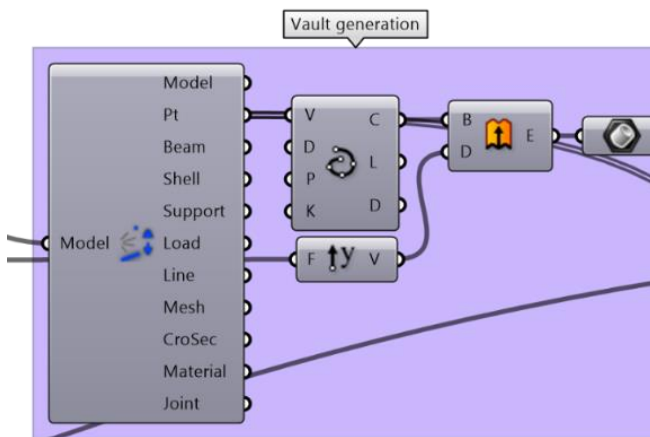 Vault generation
Model
Pt
Beam
Shell
Support
Model
Load
Line
Mesh
CroSec
Material
Joint
V
D
P
K
C
L
D
F
y
V
B
D
E